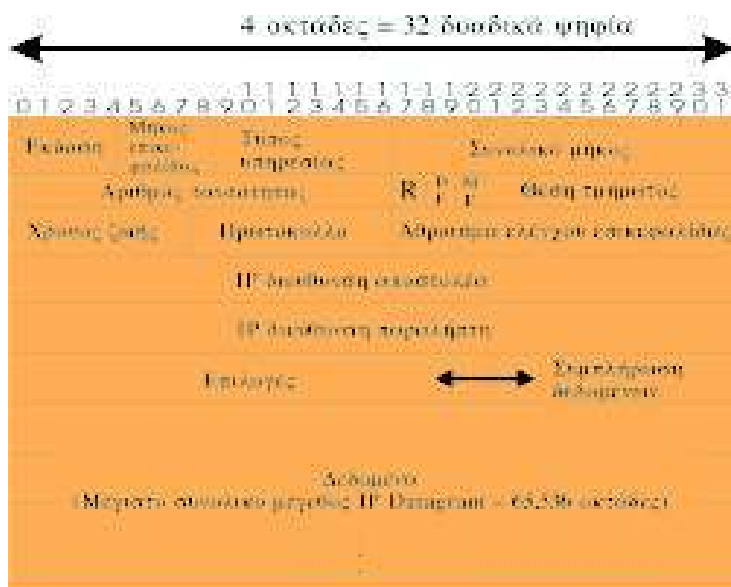 4 οκτάδες = 32 δυαδικά ψηφία
1 1 1 1 1 1 1 1 1 1 2 2 2 2 2 2 2 2 2 2 3 3
0 1 2 3 4 5 6 7 8 9 0 1 2 3 4 5 6 7 8 9 0 1 2 3 4 5 6 7 8 9 0 1
Έκδοση Μήκος επικεφαλίδας Τύπος υπηρεσίας Συνολικό μήκος
Αριθμός ταυτότητας R D F M F Θέση τμήματος
Χρόνος ζωής Πρωτόκολλο Άθροισμα ελέγχου επικεφαλίδας
IP διεύθυνση αποστολέα
IP διεύθυνση παραλήπτη
Επιλογές Συμπλήρωση δεδομένων
Δεδομένα
(Μέγιστο συνολικό μέγεθος IP Datagram = 65.536 οκτάδες)